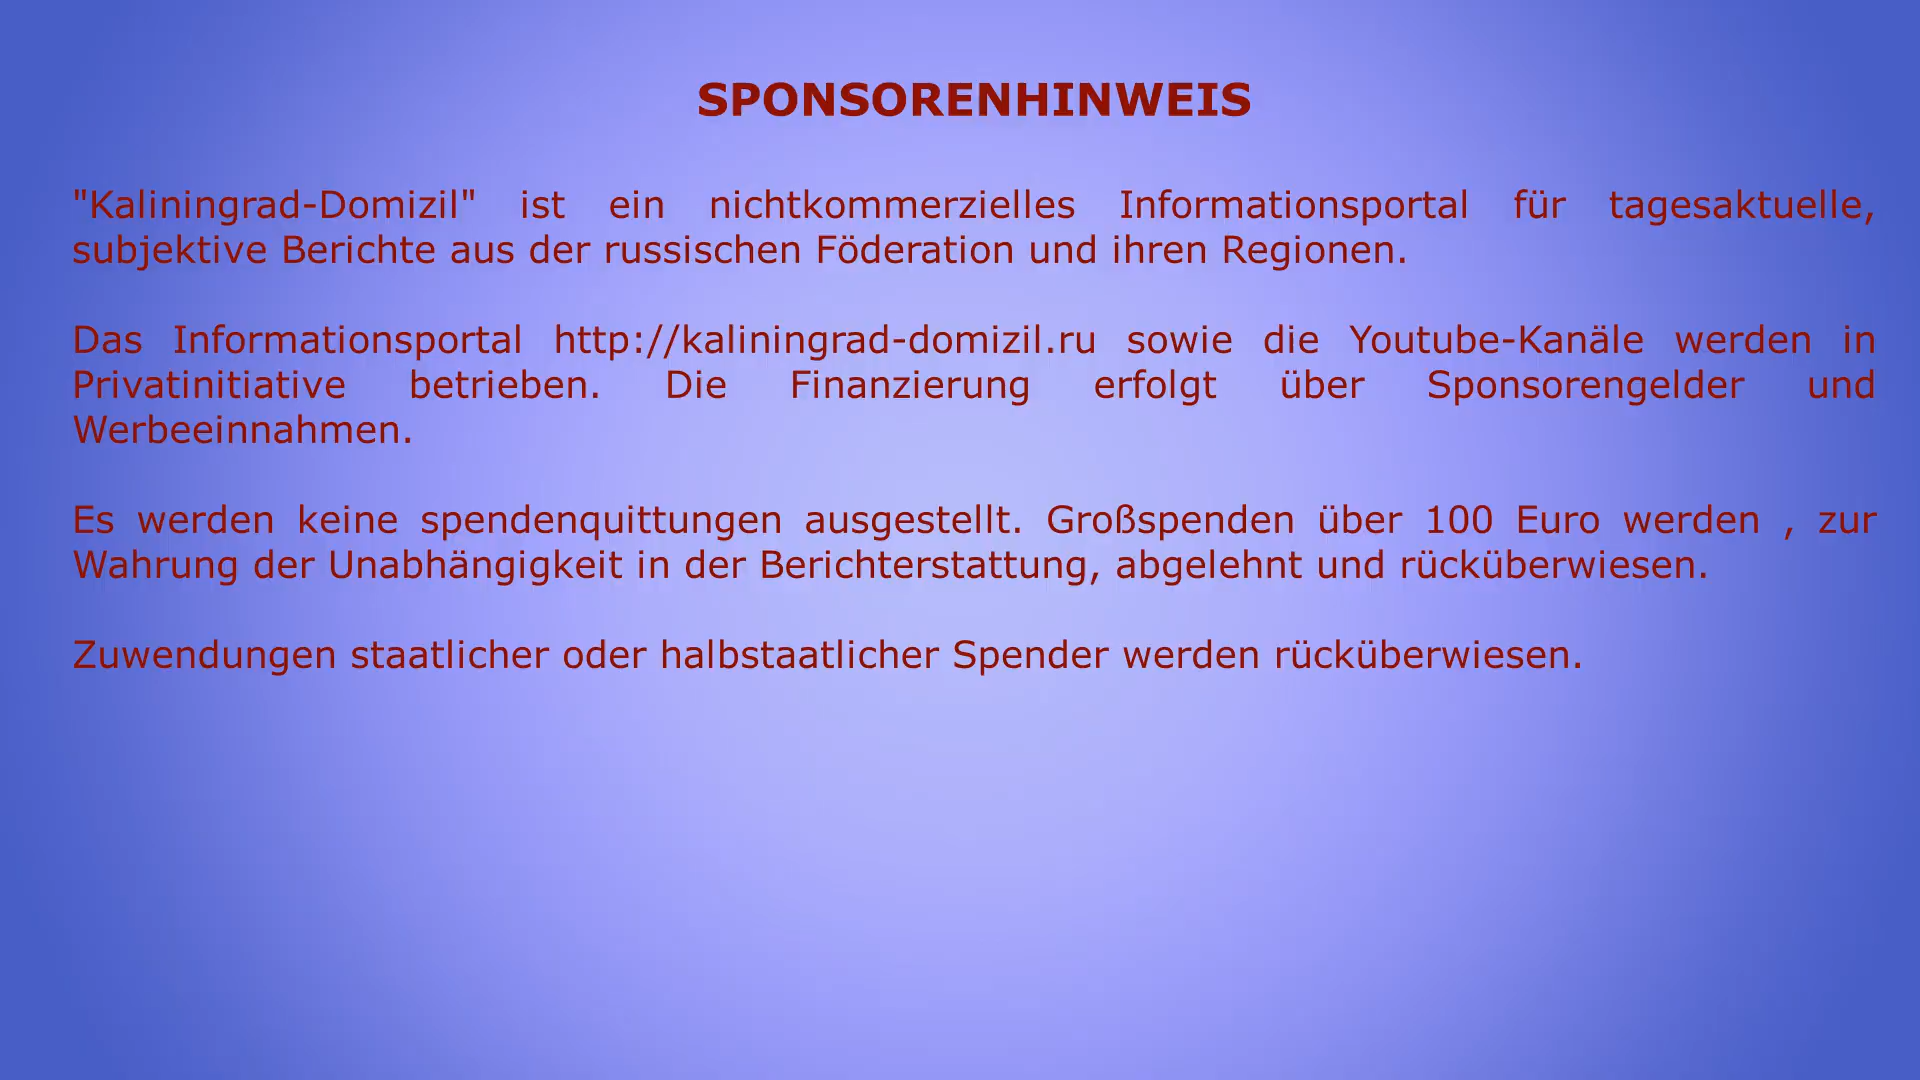 SPONSORENHINWEIS
"Kaliningrad-Domizil" ist ein nichtkommerzielles Informationsportal für tagesaktuelle,
subjektive Berichte aus der russischen Föderation und ihren Regionen.
Das Informationsportal http://kaliningrad-domizil.ru sowie die Youtube-Kanäle werden in
Privatinitiative betrieben. Die Finanzierung erfolgt über Sponsorengelder und
Werbeeinnahmen.
Es werden keine spendenquittungen ausgestellt. Großspenden über 100 Euro werden , zur
Wahrung der Unabhängigkeit in der Berichterstattung, abgelehnt und rücküberwiesen.
Zuwendungen staatlicher oder halbstaatlicher Spender werden rücküberwiesen.